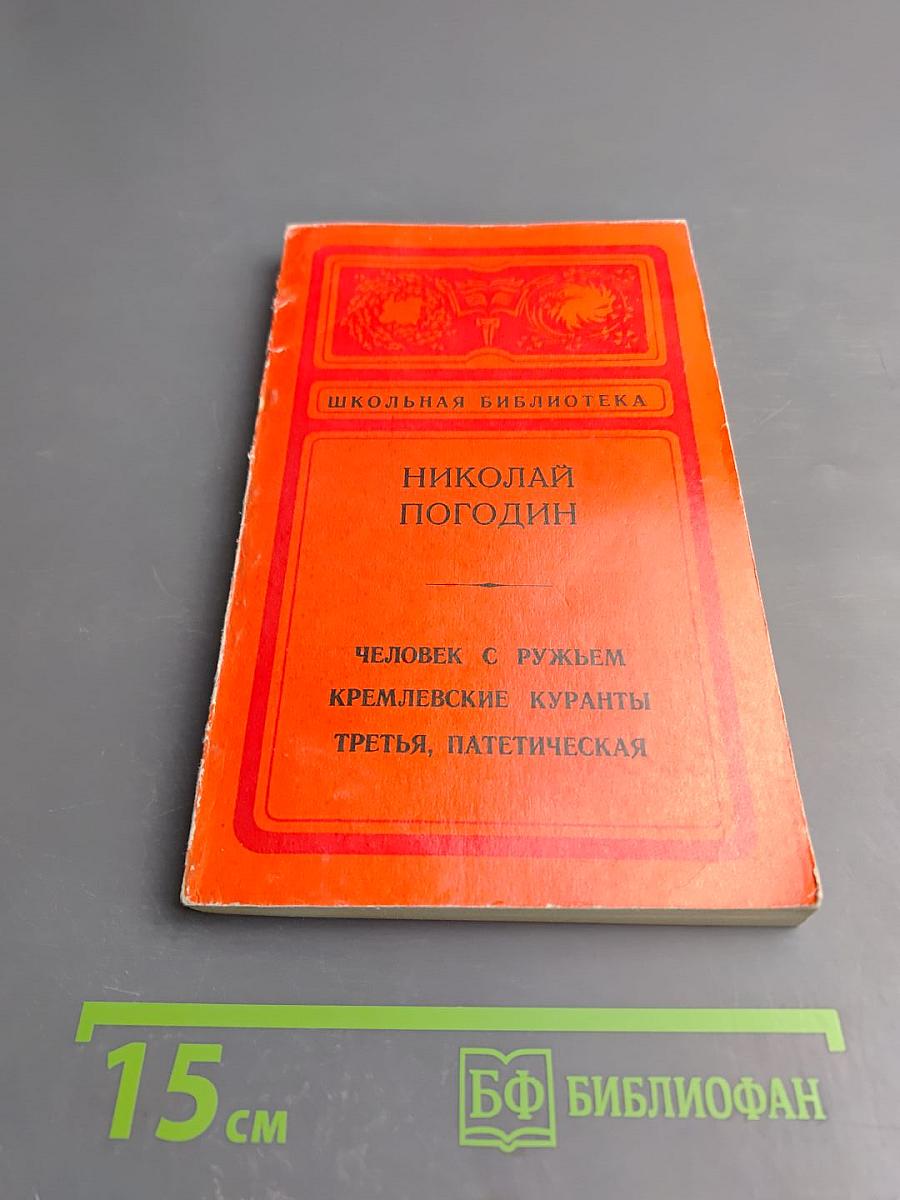 ШКОЛЬНАЯ БИБЛИОТЕКА
НИКОЛАЙ
ПОГОДИН
ЧЕЛОВЕК С РУЖЬЕМ
КРЕМЛЕВСКИЕ КУРАНТЫ
ТРЕТЬЯ, ПАТЕТИЧЕСКАЯ
15 см
БФ БИБЛИОФАН